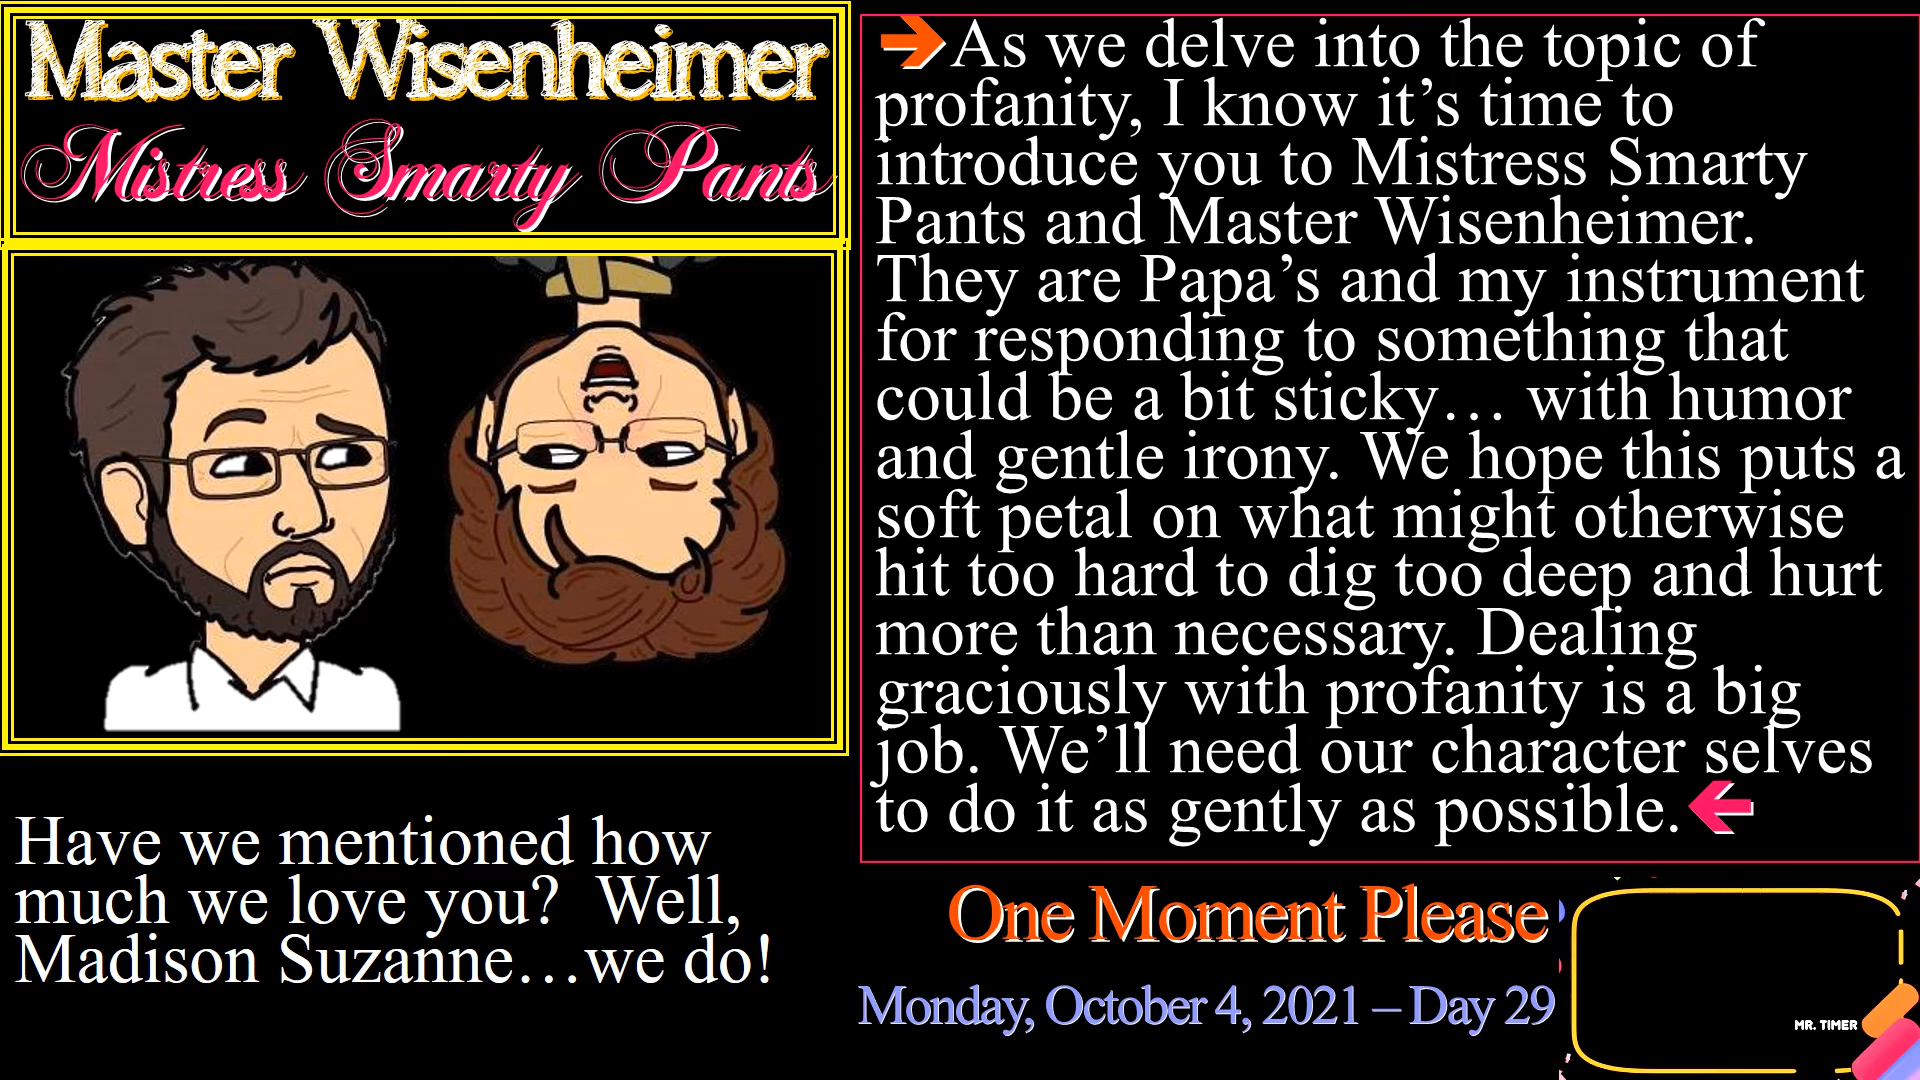 Master Wisenheimer
Mistress Smarty Pants
As we delve into the topic of
profanity, I know it’s time to
introduce you to Mistress Smarty
Pants and Master Wisenheimer.
They are Papa’s and my instrument
for responding to something that
could be a bit sticky… with humor
and gentle irony. We hope this puts a
soft petal on what might otherwise
hit too hard to dig too deep and hurt
more than necessary. Dealing
graciously with profanity is a big
job. We’ll need our character selves
to do it as gently as possible.
Have we mentioned how
much we love you?  Well,
Madison Suzanne…we do!
One Moment Please
Monday, October 4, 2021 – Day 29
MR. TIMER